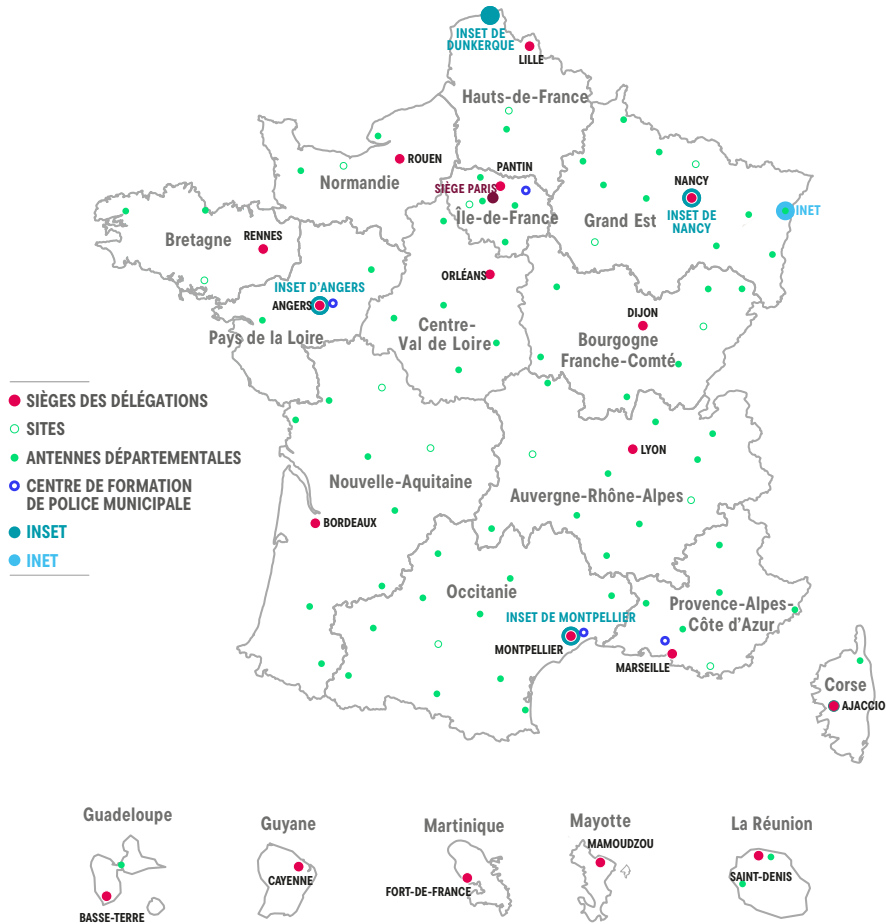 INSET DE
DUNKERQUE
LILLE
Hauts-de-France
ROUEN
Normandie
PANTIN
SIÈGE PARIS
Île-de-France
NANCY
INSET DE
NANCY
Grand Est
INET
Bretagne
RENNES
INSET D'ANGERS
ANGERS
Pays de la Loire
ORLÉANS
Centre-
Val de Loire
DIJON
Bourgogne
Franche-Comté
SIÈGES DES DÉLÉGATIONS
SITES
ANTENNES DÉPARTEMENTALES
CENTRE DE FORMATION
DE POLICE MUNICIPALE
INSET
INET
Nouvelle-Aquitaine
BORDEAUX
LYON
Auvergne-Rhône-Alpes
Occitanie
INSET DE MONTPELLIER
MONTPELLIER
Provence-Alpes-
Côte d'Azur
MARSEILLE
Corse
AJACCIO
Guadeloupe
BASSE-TERRE
Guyane
CAYENNE
Martinique
FORT-DE-FRANCE
Mayotte
MAMOUDZOU
La Réunion
SAINT-DENIS